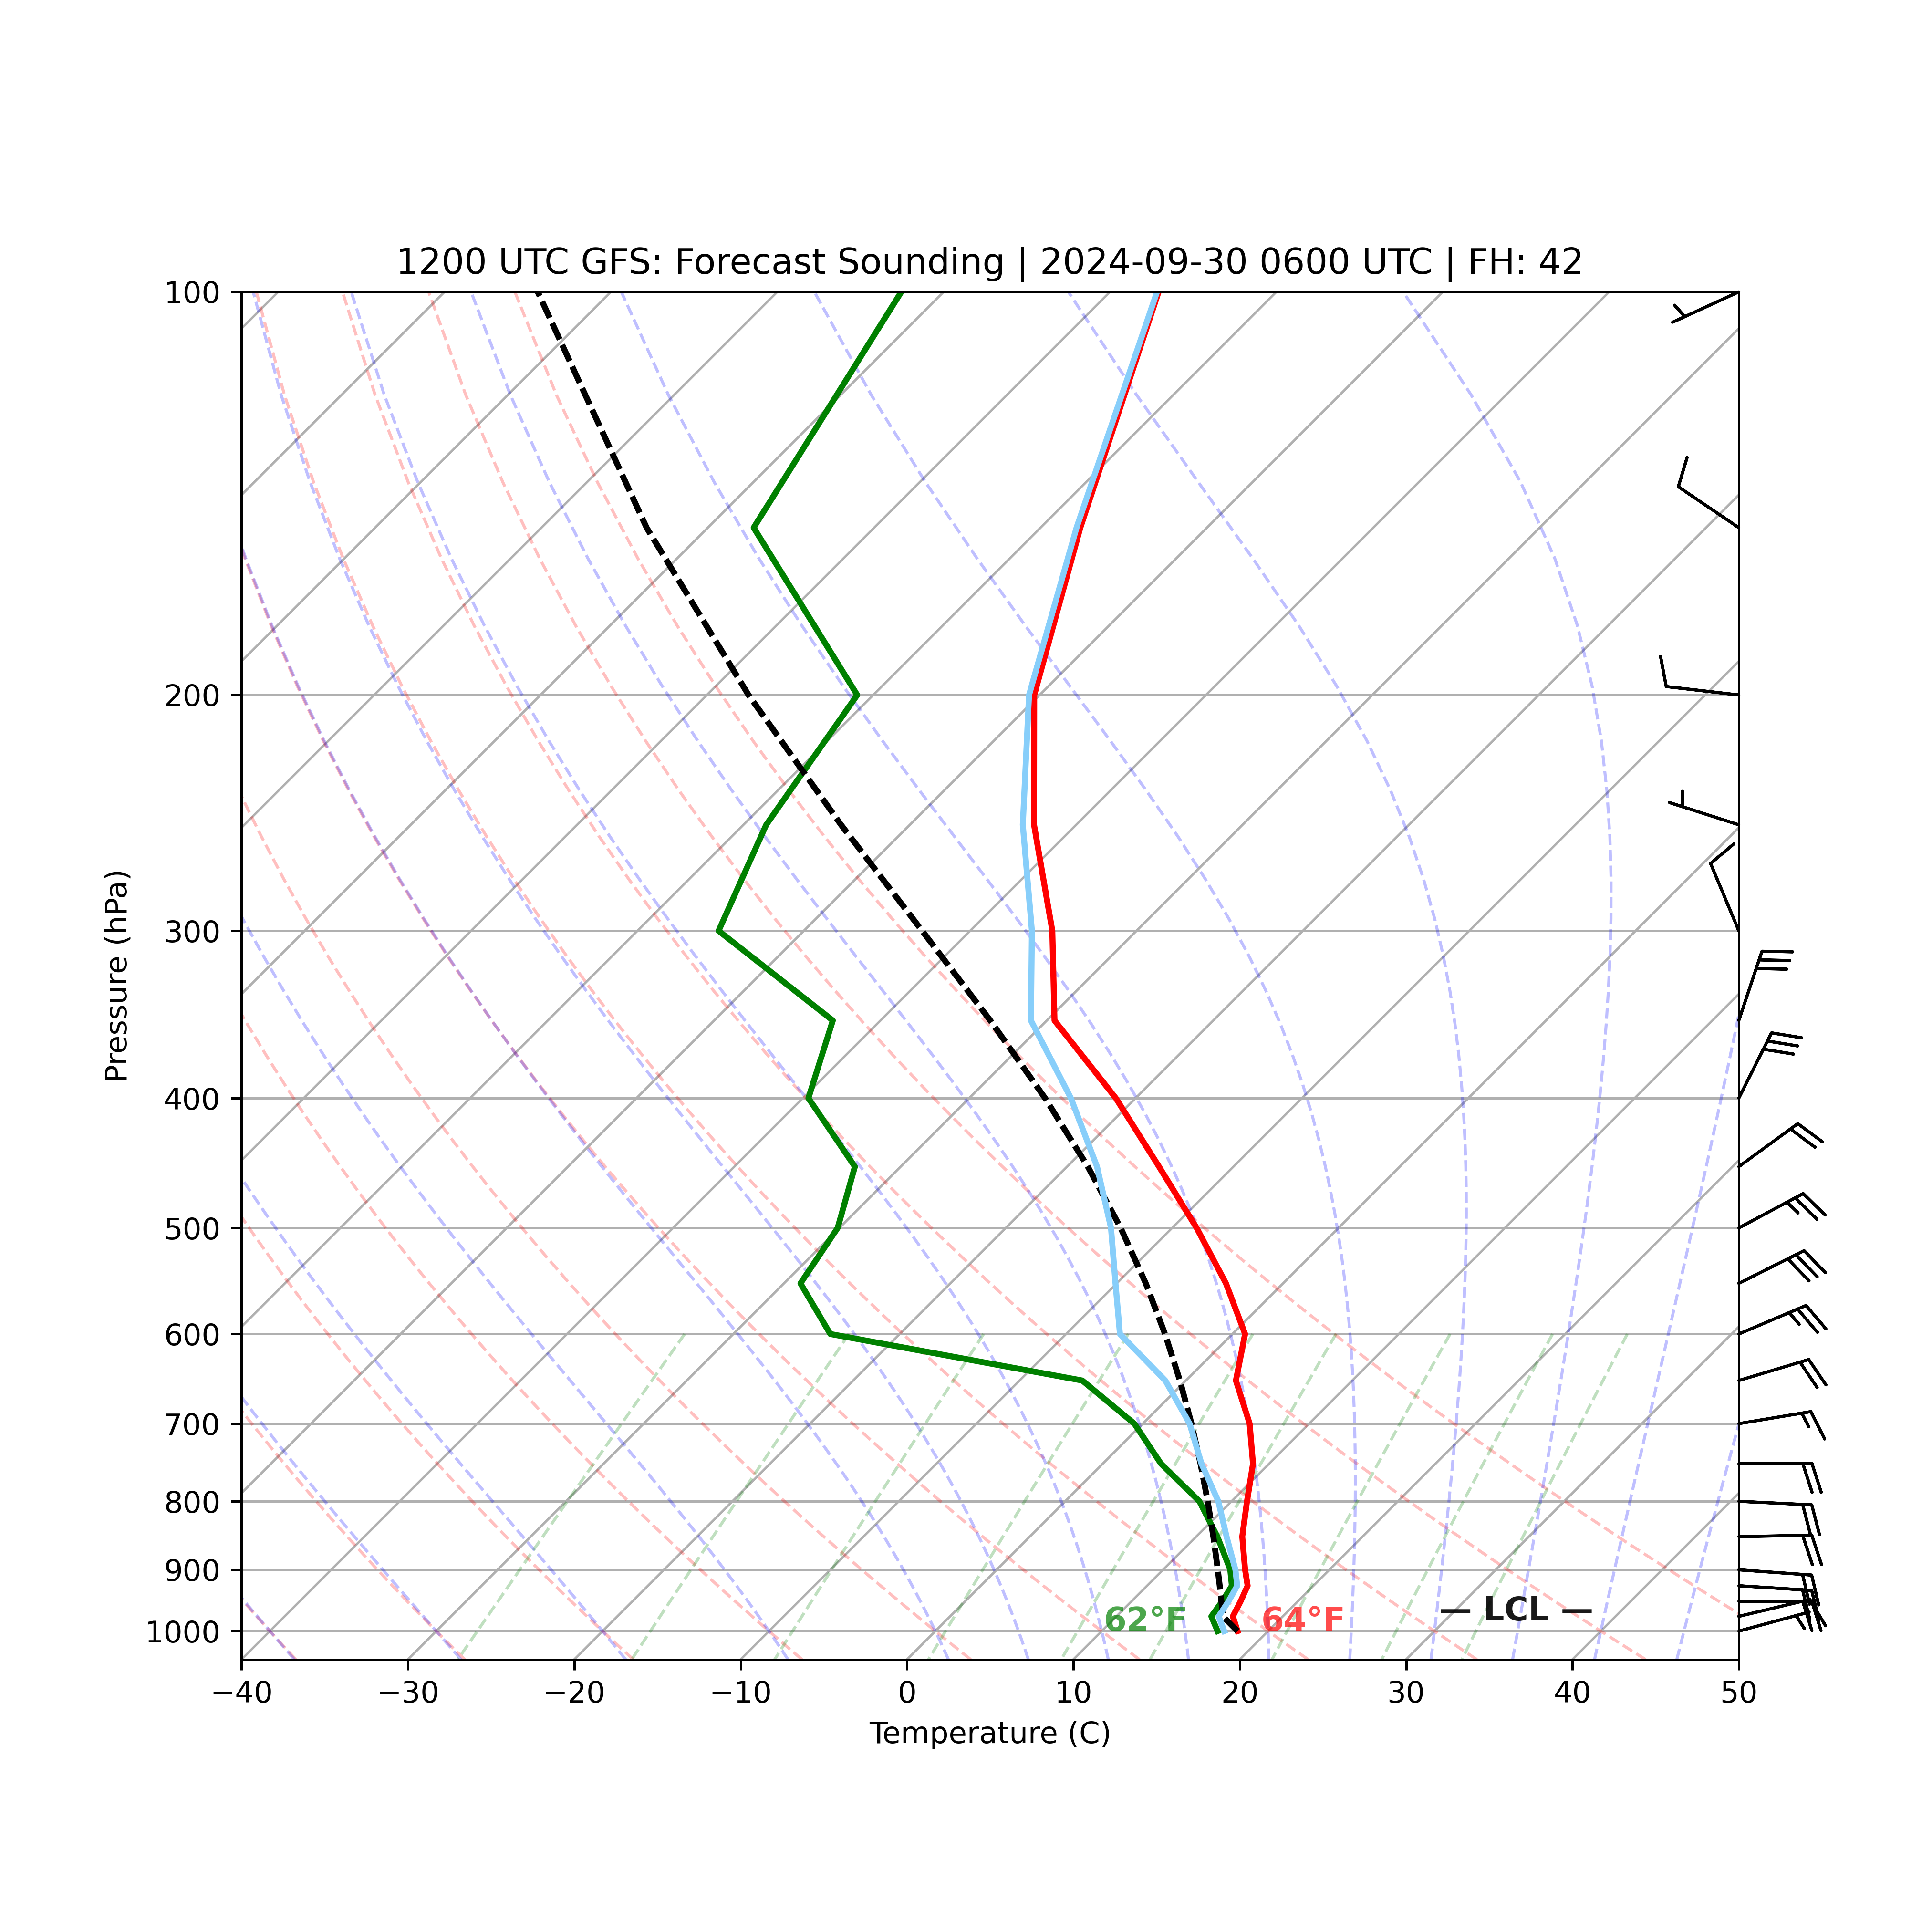 1200 UTC GFS: Forecast Sounding | 2024-09-30 0600 UTC | FH: 42
100
200
300
400
500
600
700
800
900
1000
Pressure (hPa)
62°F
64°F
— LCL —
−40 −30 −20 −10 0 10 20 30 40 50
Temperature (C)